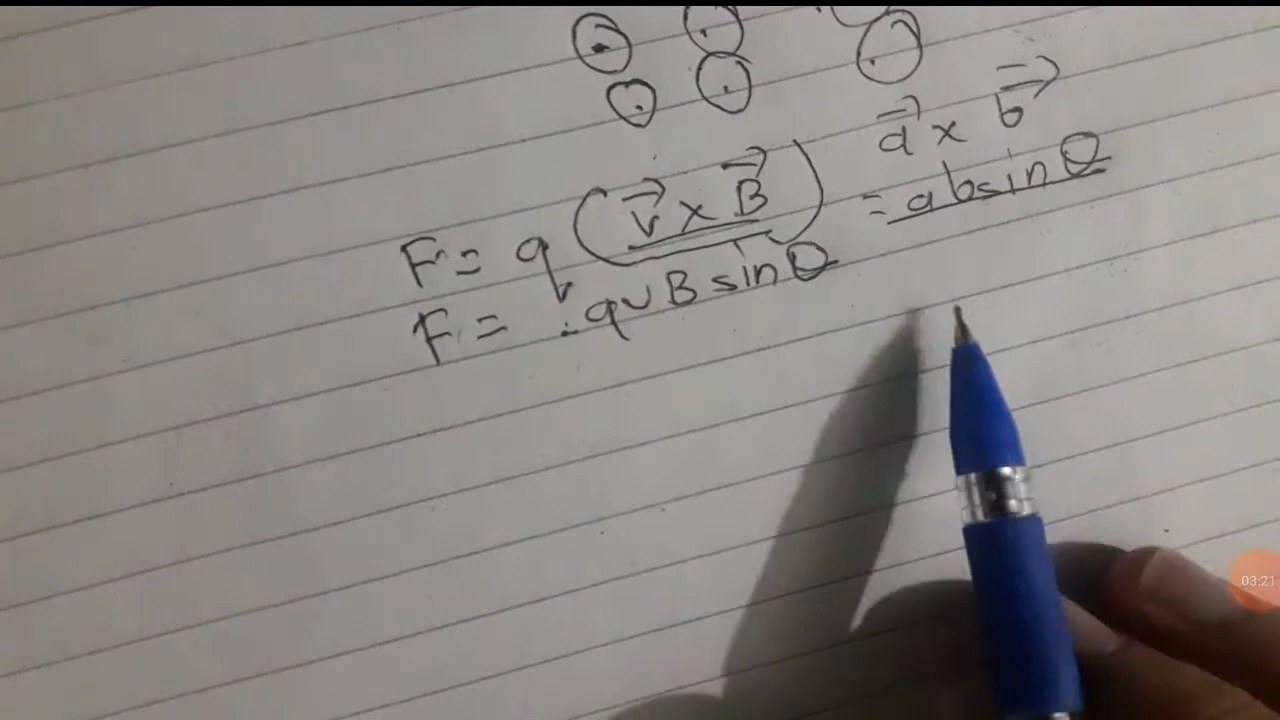 a⃗ × b⃗
= ab sin θ
F = q (v⃗ × B⃗)
F = qvB sin θ
03:21